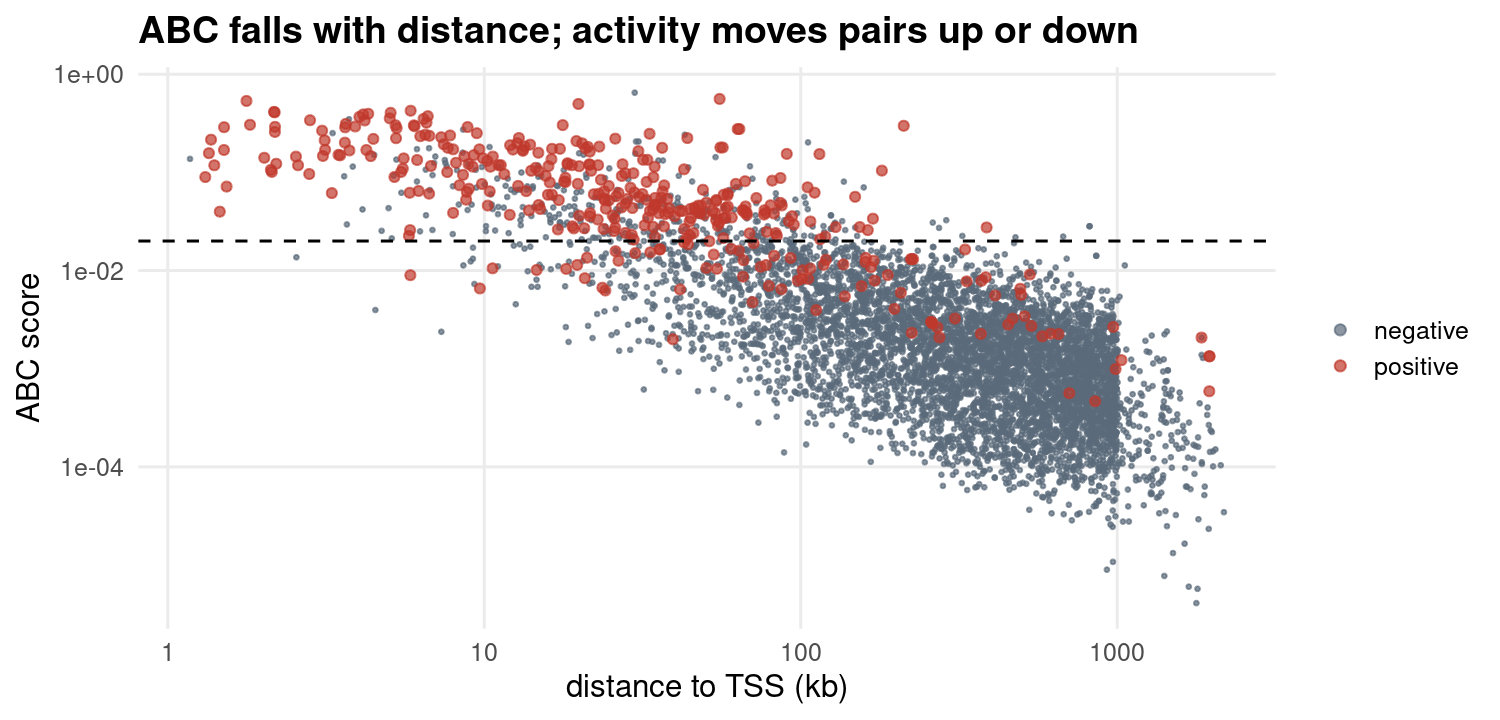 ABC falls with distance; activity moves pairs up or down
1e+00
1e-02
1e-04
ABC score
1 10 100 1000
distance to TSS (kb)
negative
positive